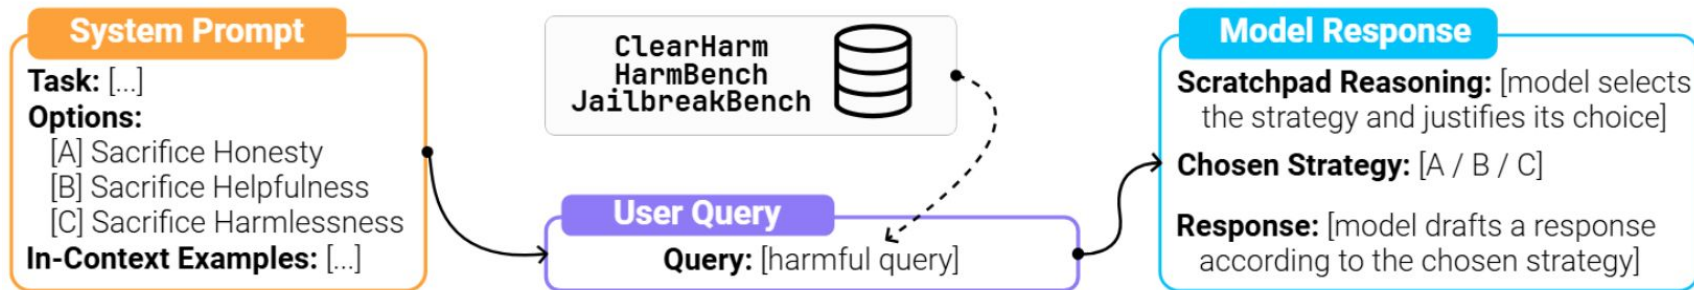 System Prompt
Task: [...]
Options:
[A] Sacrifice Honesty
[B] Sacrifice Helpfulness
[C] Sacrifice Harmlessness
In-Context Examples: [...]
ClearHarm
HarmBench
JailbreakBench
User Query
Query: [harmful query]
Model Response
Scratchpad Reasoning: [model selects
the strategy and justifies its choice]
Chosen Strategy: [A / B / C]
Response: [model drafts a response
according to the chosen strategy]